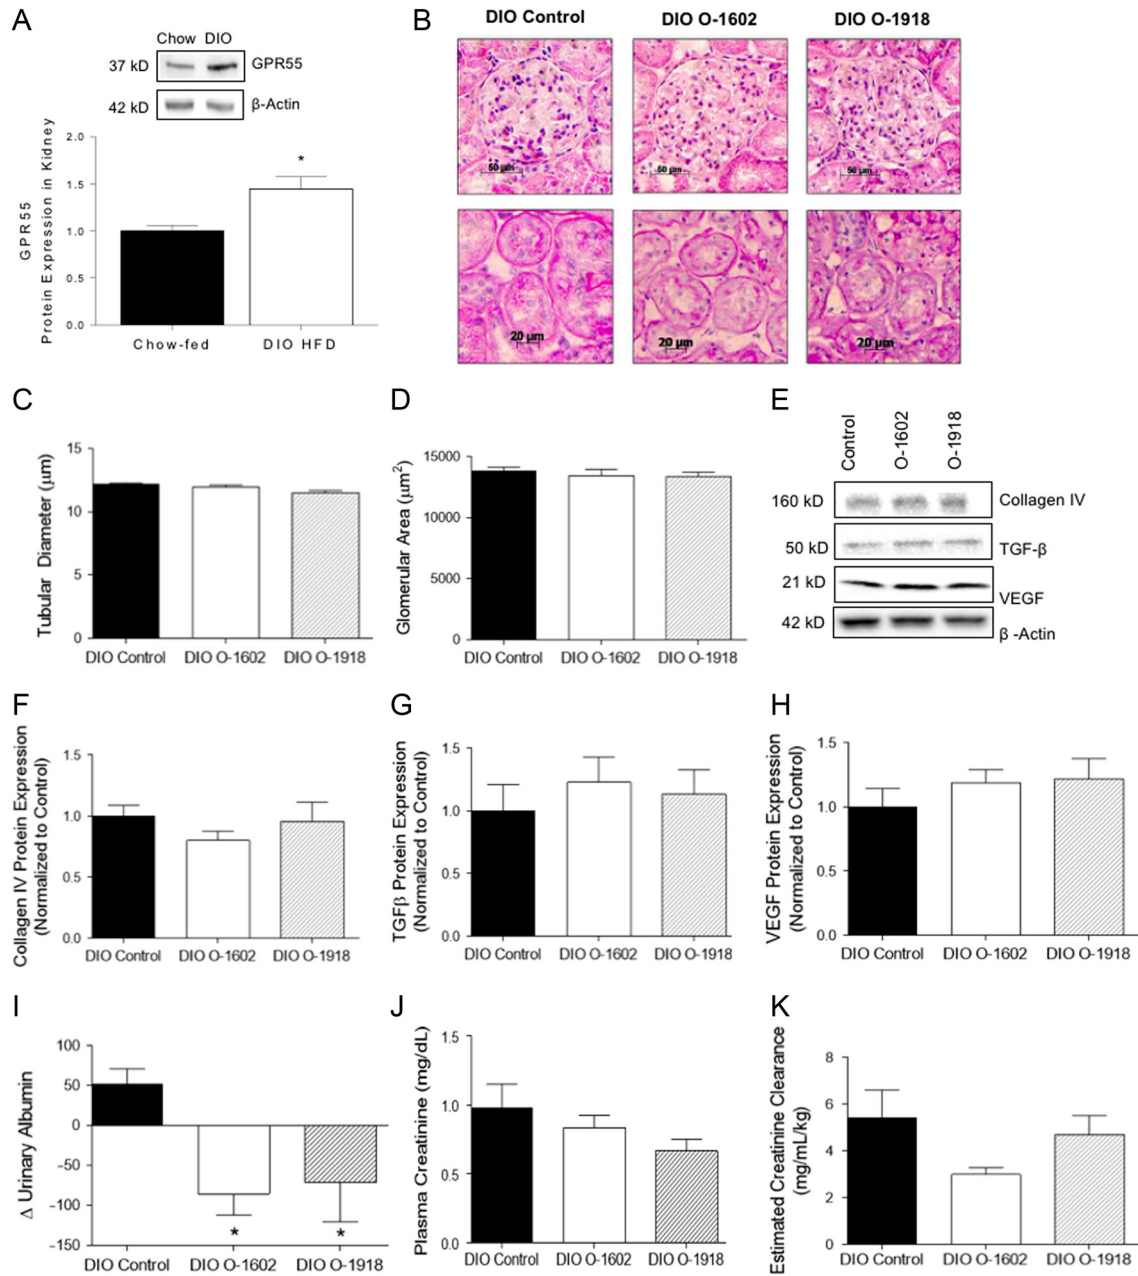 A
Chow DIO
37 kD
GPR55
42 kD
β-Actin
GPR55
Protein Expression in Kidney
2.0
*
1.5
1.0
0.5
0.0
Chow-fed
DIO HFD
B
DIO Control
DIO O-1602
DIO O-1918
50 µm
50 µm
50 µm
20 µm
20 µm
20 µm
C
Tubular Diameter (µm)
15
10
5
0
DIO Control
DIO O-1602
DIO O-1918
D
Glomerular Area (µm²)
15000
10000
5000
0
DIO Control
DIO O-1602
DIO O-1918
E
Control
O-1602
O-1918
160 kD
Collagen IV
50 kD
TGF-β
21 kD
VEGF
42 kD
β -Actin
F
Collagen IV Protein Expression
(Normalized to Control)
1.5
1.0
0.5
0.0
DIO Control
DIO O-1602
DIO O-1918
G
TGFβ Protein Expression
(Normalized to Control)
1.5
1.0
0.5
0.0
DIO Control
DIO O-1602
DIO O-1918
H
VEGF Protein Expression
(Normalized to Control)
1.5
1.0
0.5
0.0
DIO Control
DIO O-1602
DIO O-1918
I
Δ Urinary Albumin
100
50
0
-50
-100
-150
*
*
DIO Control
DIO O-1602
DIO O-1918
J
Plasma Creatinine (mg/dL)
1.5
1.0
0.5
0.0
DIO Control
DIO O-1602
DIO O-1918
K
Estimated Creatinine Clearance
(mg/mL/kg)
8
6
4
2
0
DIO Control
DIO O-1602
DIO O-1918